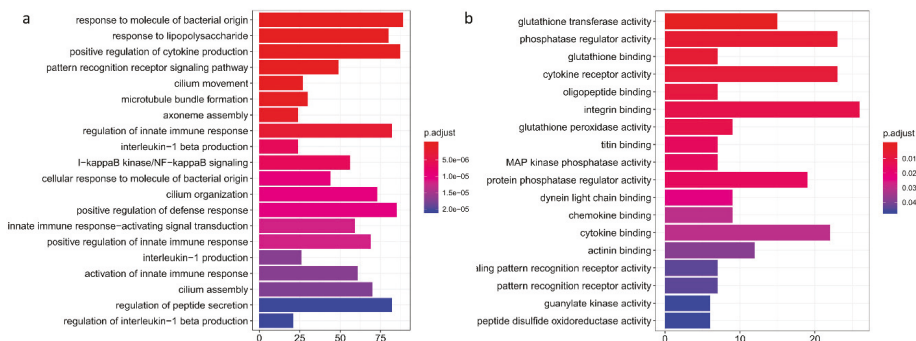 a
response to molecule of bacterial origin
response to lipopolysaccharide
positive regulation of cytokine production
pattern recognition receptor signaling pathway
cilium movement
microtubule bundle formation
axoneme assembly
regulation of innate immune response
interleukin-1 beta production
I-kappaB kinase/NF-kappaB signaling
cellular response to molecule of bacterial origin
cilium organization
positive regulation of defense response
innate immune response-activating signal transduction
positive regulation of innate immune response
interleukin-1 production
activation of innate immune response
cilium assembly
regulation of peptide secretion
regulation of interleukin-1 beta production
0 25 50 75
p.adjust
5.0e-06
1.0e-05
1.5e-05
2.0e-05
b
glutathione transferase activity
phosphatase regulator activity
glutathione binding
cytokine receptor activity
oligopeptide binding
integrin binding
glutathione peroxidase activity
titin binding
MAP kinase phosphatase activity
protein phosphatase regulator activity
dynein light chain binding
chemokine binding
cytokine binding
actinin binding
aling pattern recognition receptor activity
pattern recognition receptor activity
guanylate kinase activity
peptide disulfide oxidoreductase activity
0 10 20
p.adjust
0.01
0.02
0.03
0.04